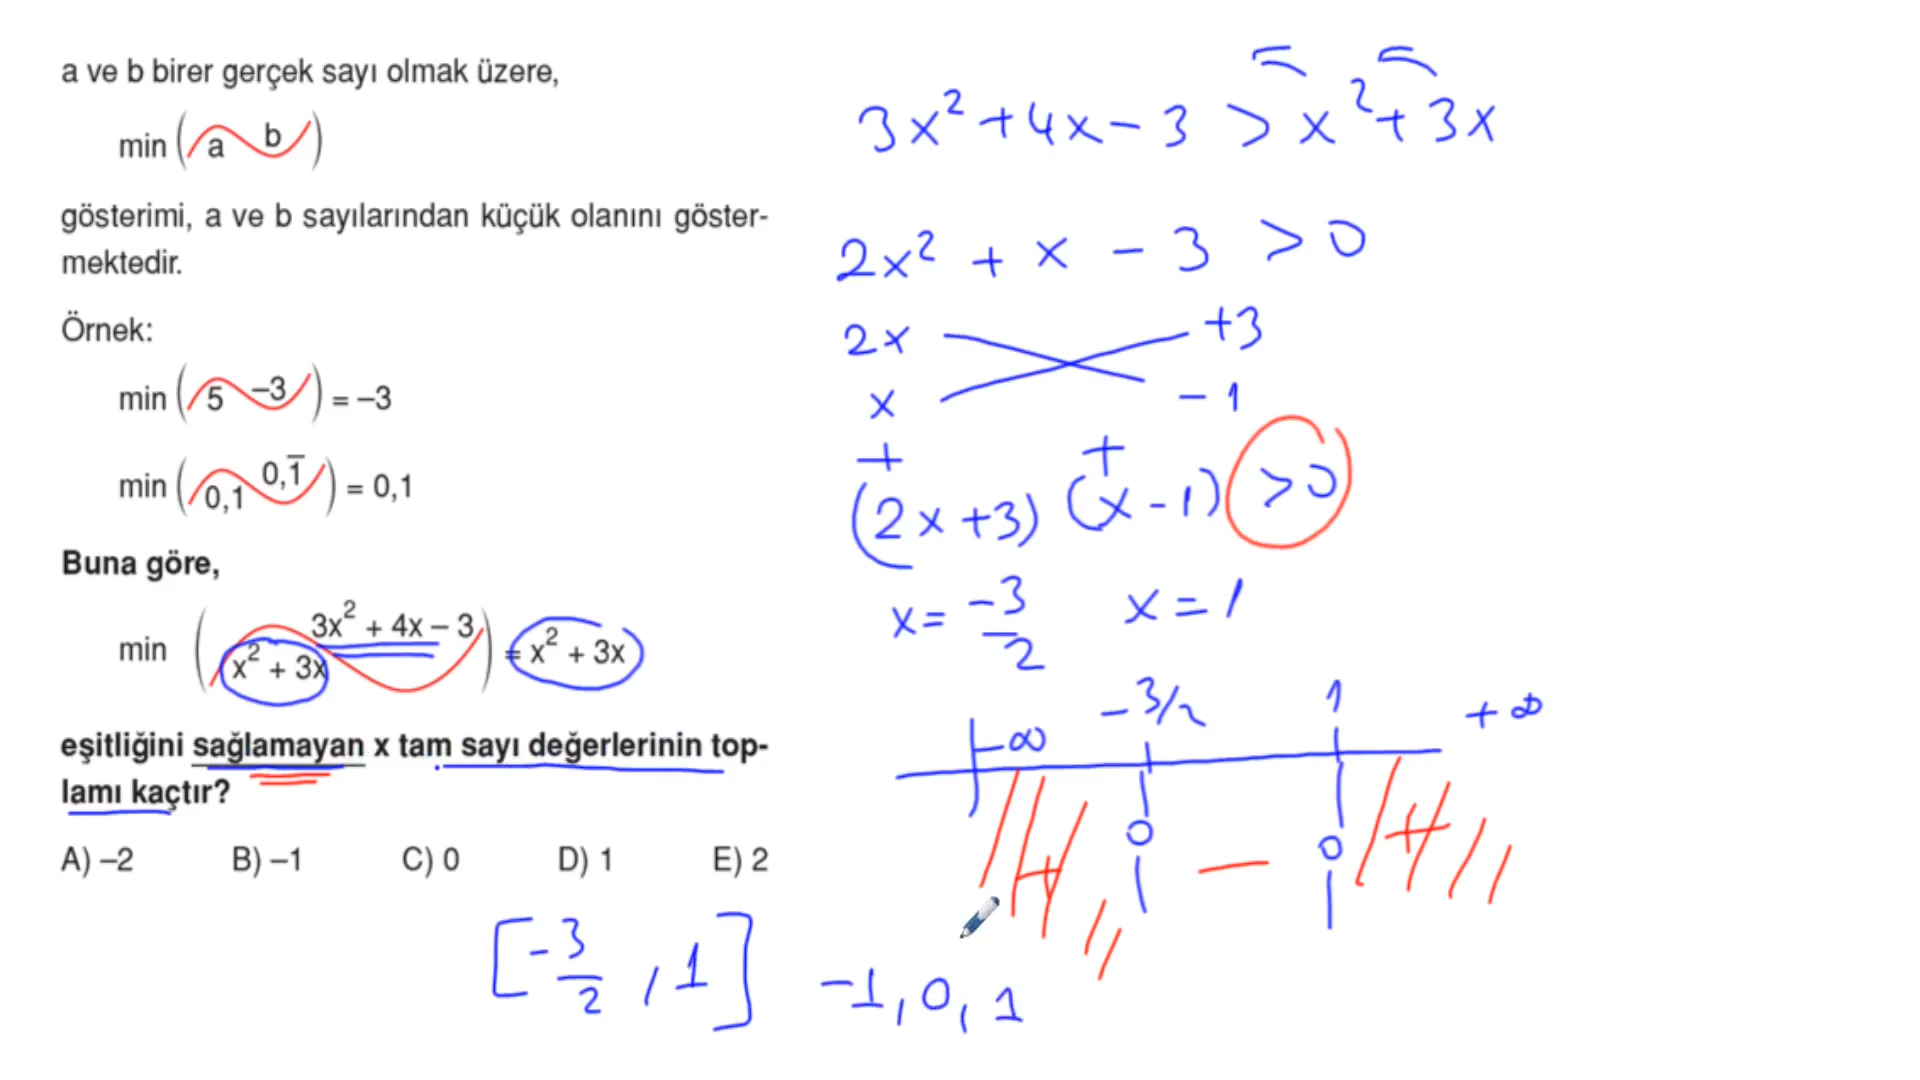 a ve b birer gerçek sayı olmak üzere,
min ( a b )
gösterimi, a ve b sayılarından küçük olanını göster-
mektedir.
Örnek:
min ( 5 –3 ) = –3
min ( 0,1 0,1̅ ) = 0,1
Buna göre,
min ( x² + 3x 3x² + 4x – 3 ) = x² + 3x
eşitliğini sağlamayan x tam sayı değerlerinin top-
lamı kaçtır?
A) –2 B) –1 C) 0 D) 1 E) 2
[-3/2 , 1] -1, 0, 1
3x² + 4x - 3 > x² + 3x
2x² + x - 3 > 0
2x +3
x - 1
+ +
(2x + 3) (x - 1) > 0
x = -3/2 x = 1
-∞ -3/2 1 +∞
0 — 0